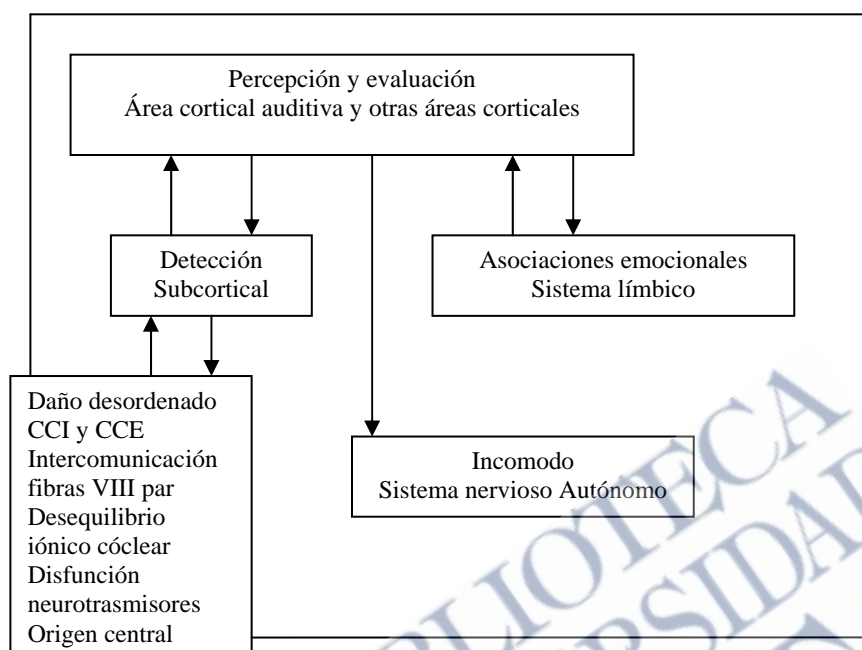 Percepción y evaluación
Área cortical auditiva y otras áreas corticales
Detección
Subcortical
Asociaciones emocionales
Sistema límbico
Daño desordenado
CCI y CCE
Intercomunicación
fibras VIII par
Desequilibrio
iónico cóclear
Disfunción
neurotrasmisores
Origen central
Incomodo
Sistema nervioso Autónomo